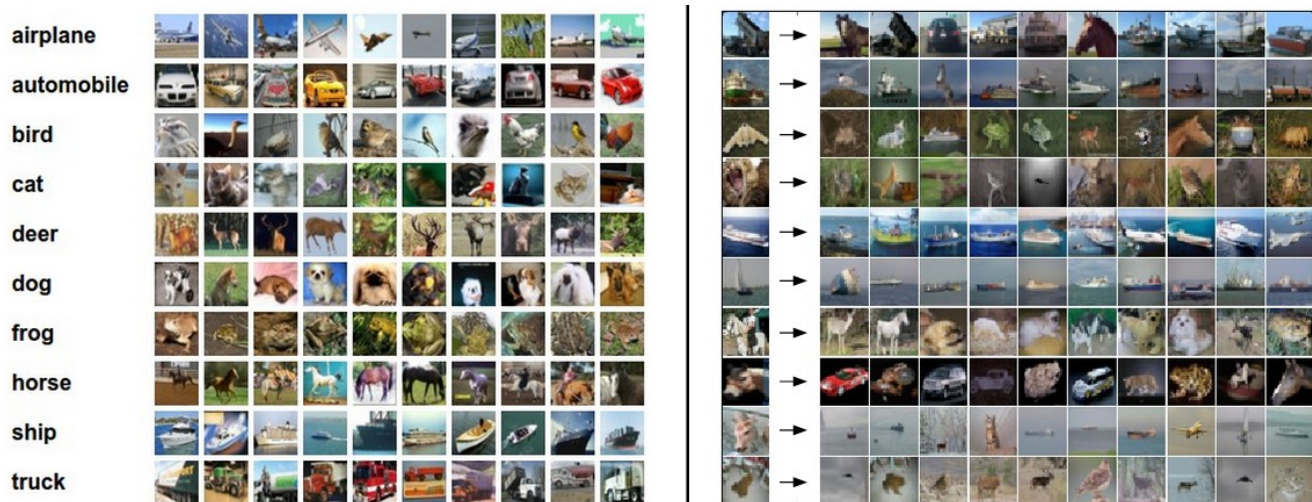 airplane
automobile
bird
cat
deer
dog
frog
horse
ship
truck